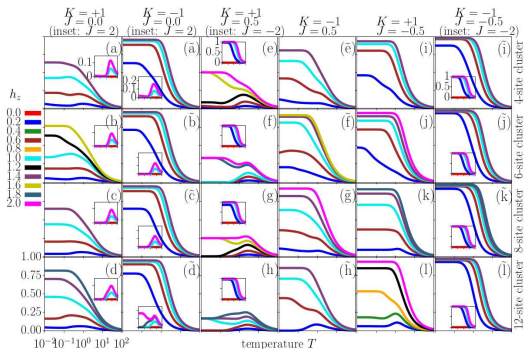 K = +1 K = −1 K = +1 K = −1 K = +1 K = −1
J = 0.0 J = 0.0 J = 0.5 J = 0.5 J = −0.5 J = −0.5
(inset: J = 2) (inset: J = 2) (inset: J = −2) (inset: J = −2)
(a) (ã) (e) (ẽ) (i) (ĩ)
0.1
0
0.2
0.1
0
1
0.5
0
1
0.5
0
4-site cluster
h_z
0.0
0.2
0.4
0.6
0.8
1.0
1.2
1.4
1.6
1.8
2.0
(b) (b̃) (f) (f̃) (j) (j̃)
6-site cluster
(c) (c̃) (g) (g̃) (k) (k̃)
8-site cluster
1.00
0.75
0.50
0.25
0.00
(d) (d̃) (h) (h̃) (l) (l̃)
12-site cluster
10⁻² 10⁻¹ 10⁰ 10¹ 10²
temperature T